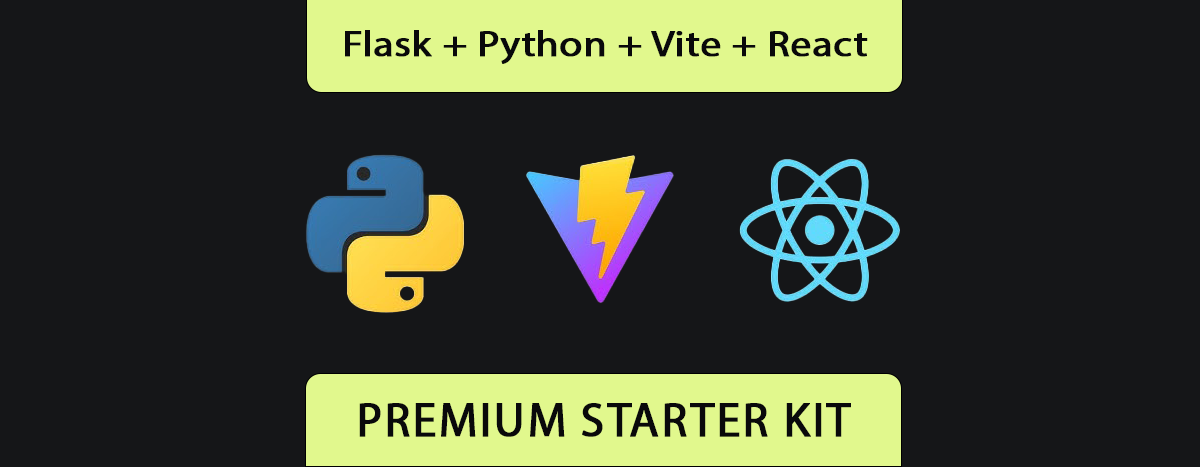 Flask + Python + Vite + React
PREMIUM STARTER KIT